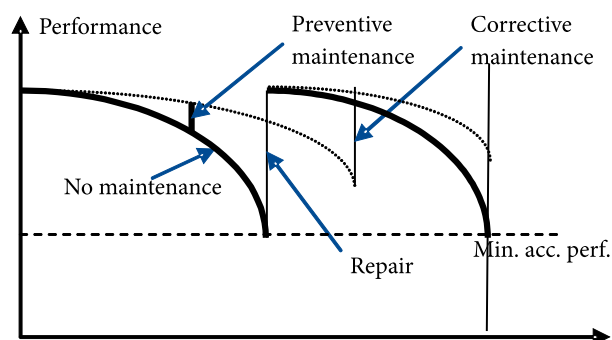 Performance
Preventive
maintenance
Corrective
maintenance
No maintenance
Repair
Min. acc. perf.